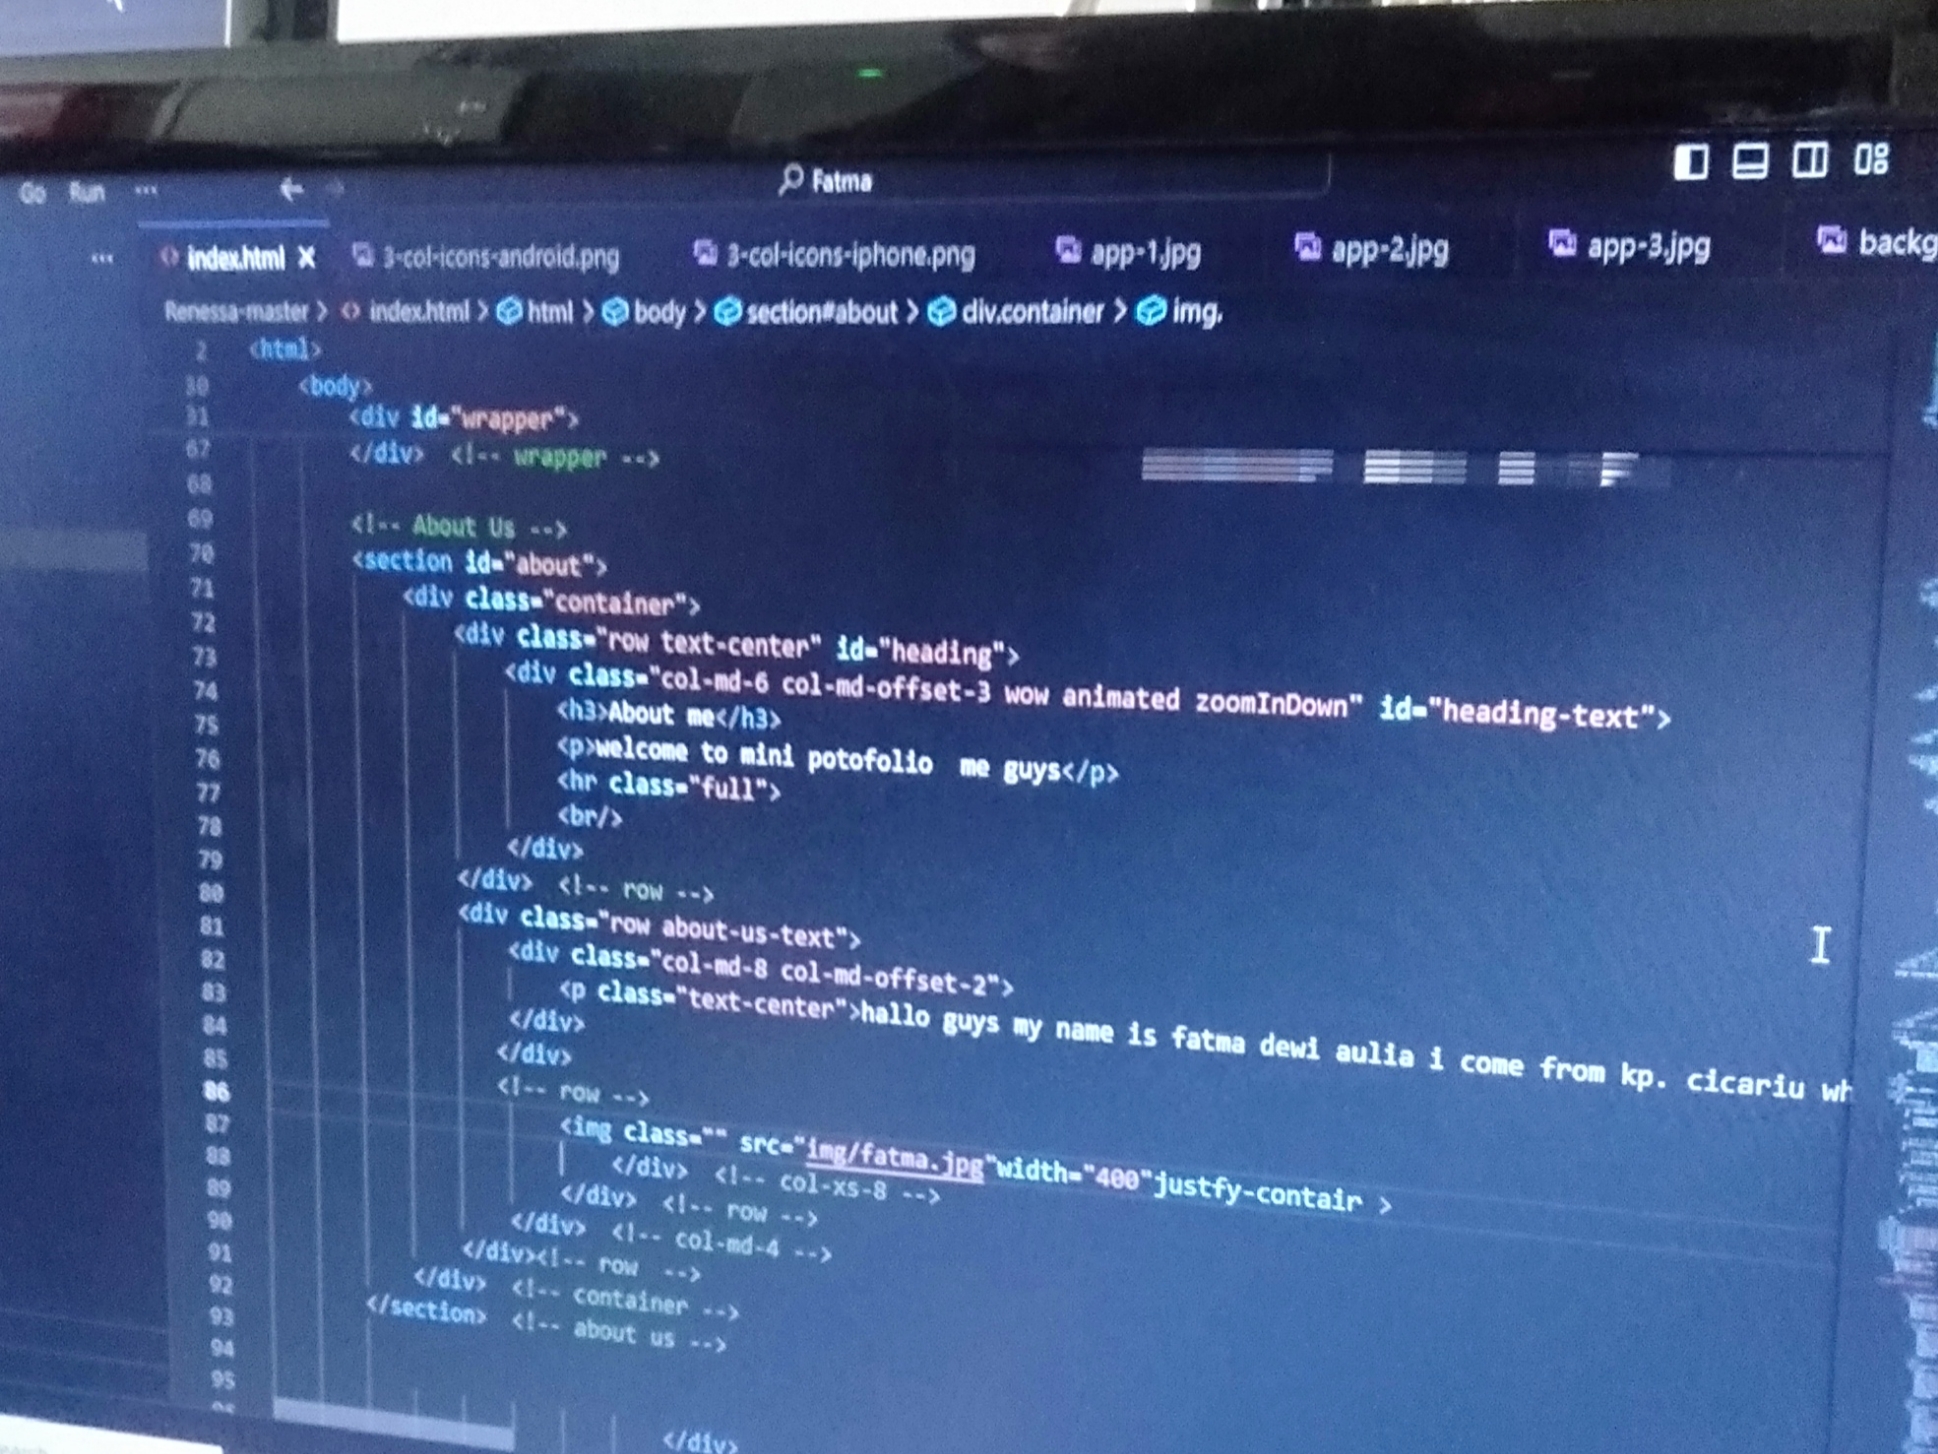 Go Run ... ← → Fatma
... index.html X 3-col-icons-android.png 3-col-icons-iphone.png app-1.jpg app-2.jpg app-3.jpg backg
Renessa-master > <> index.html > html > body > section#about > div.container > img.
2 <html>
30 <body>
31 <div id="wrapper">
67 </div> <!-- wrapper -->
68
69 <!-- About Us -->
70 <section id="about">
71 <div class="container">
72 <div class="row text-center" id="heading">
73 <div class="col-md-6 col-md-offset-3 wow animated zoomInDown" id="heading-text">
74 <h3>About me</h3>
75 <p>welcome to mini potofolio  me guys</p>
76 <hr class="full">
77 <br/>
78 </div>
79 </div> <!-- row -->
80 <div class="row about-us-text">
81 <div class="col-md-8 col-md-offset-2">
82 <p class="text-center">hallo guys my name is fatma dewi aulia i come from kp. cicariu wh
83 </div>
84 </div>
85 <!-- row -->
86 <img class="" src="img/fatma.jpg"width="400"justfy-contair >
87 </div> <!-- col-xs-8 -->
88 </div> <!-- row -->
89 </div> <!-- col-md-4 -->
90 </div><!-- row  -->
91 </div> <!-- container -->
92 </section> <!-- about us -->
93
94
95
</div>